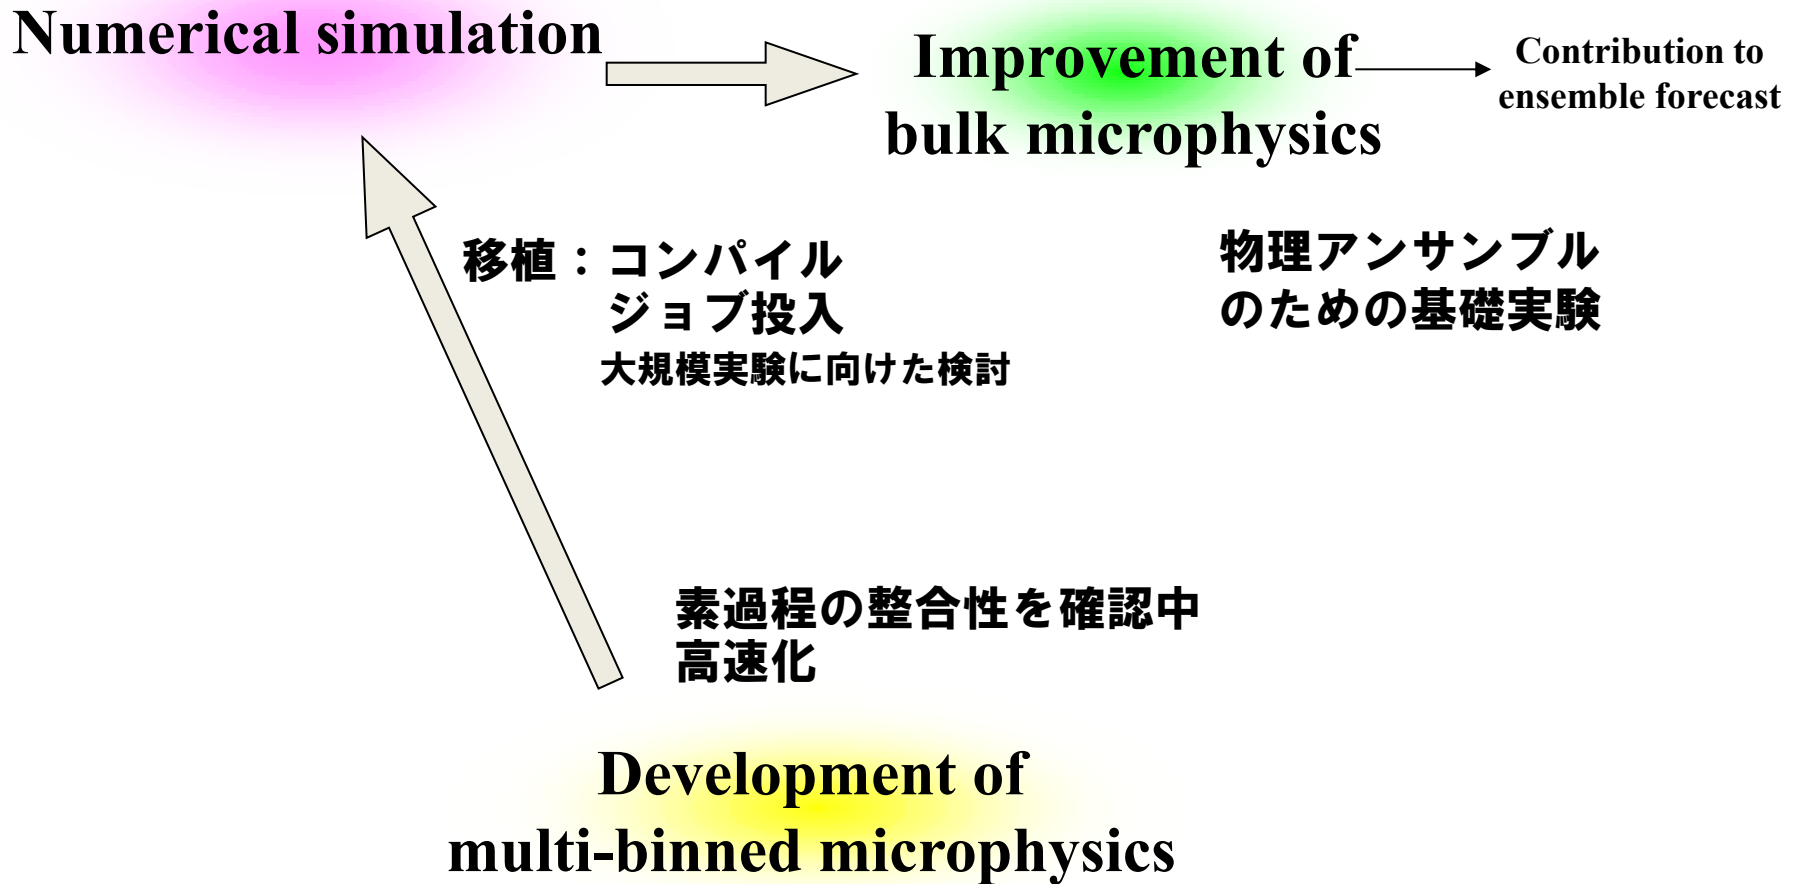 Numerical simulation
Improvement of
bulk microphysics
Contribution to
ensemble forecast
移植：コンパイル
ジョブ投入
大規模実験に向けた検討
物理アンサンブル
のための基礎実験
素過程の整合性を確認中
高速化
Development of
multi-binned microphysics